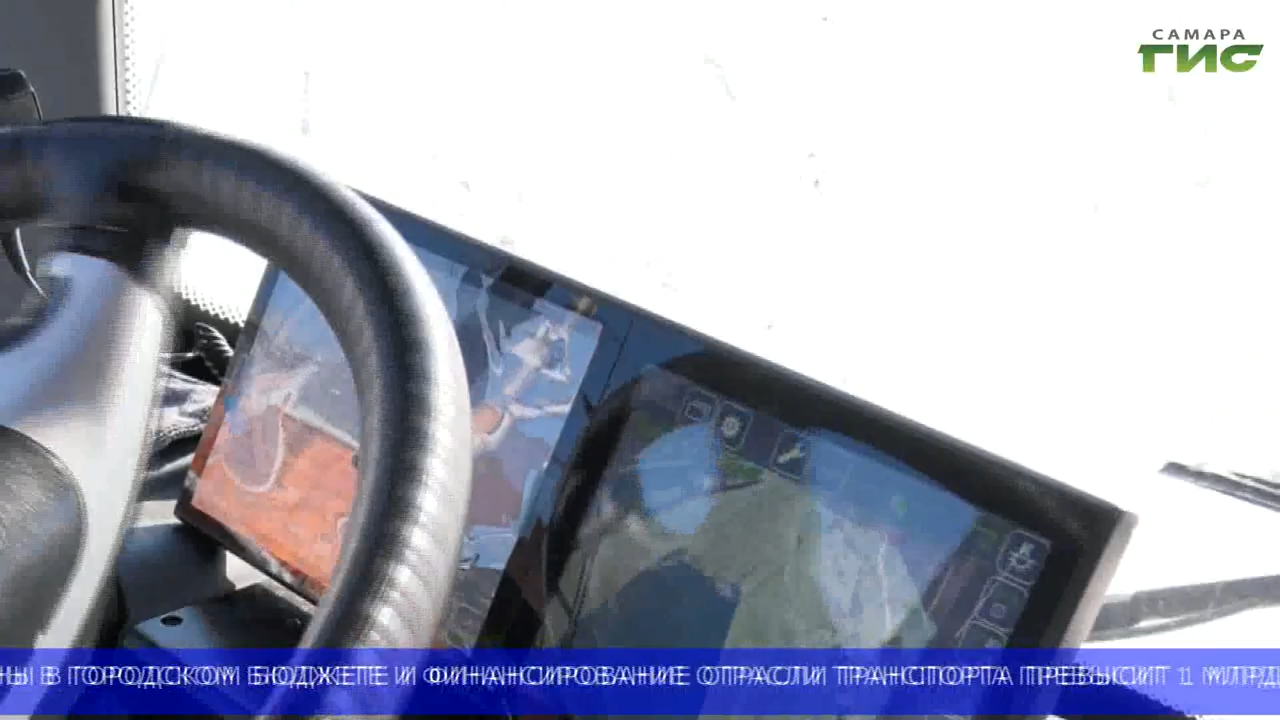 САМАРА
ГИС
В ГОРОДСКОМ БЮДЖЕТЕ И ФИНАНСИРОВАНИЕ ОТРАСЛИ ТРАНСПОРТА ПРЕВЫСИТ 1